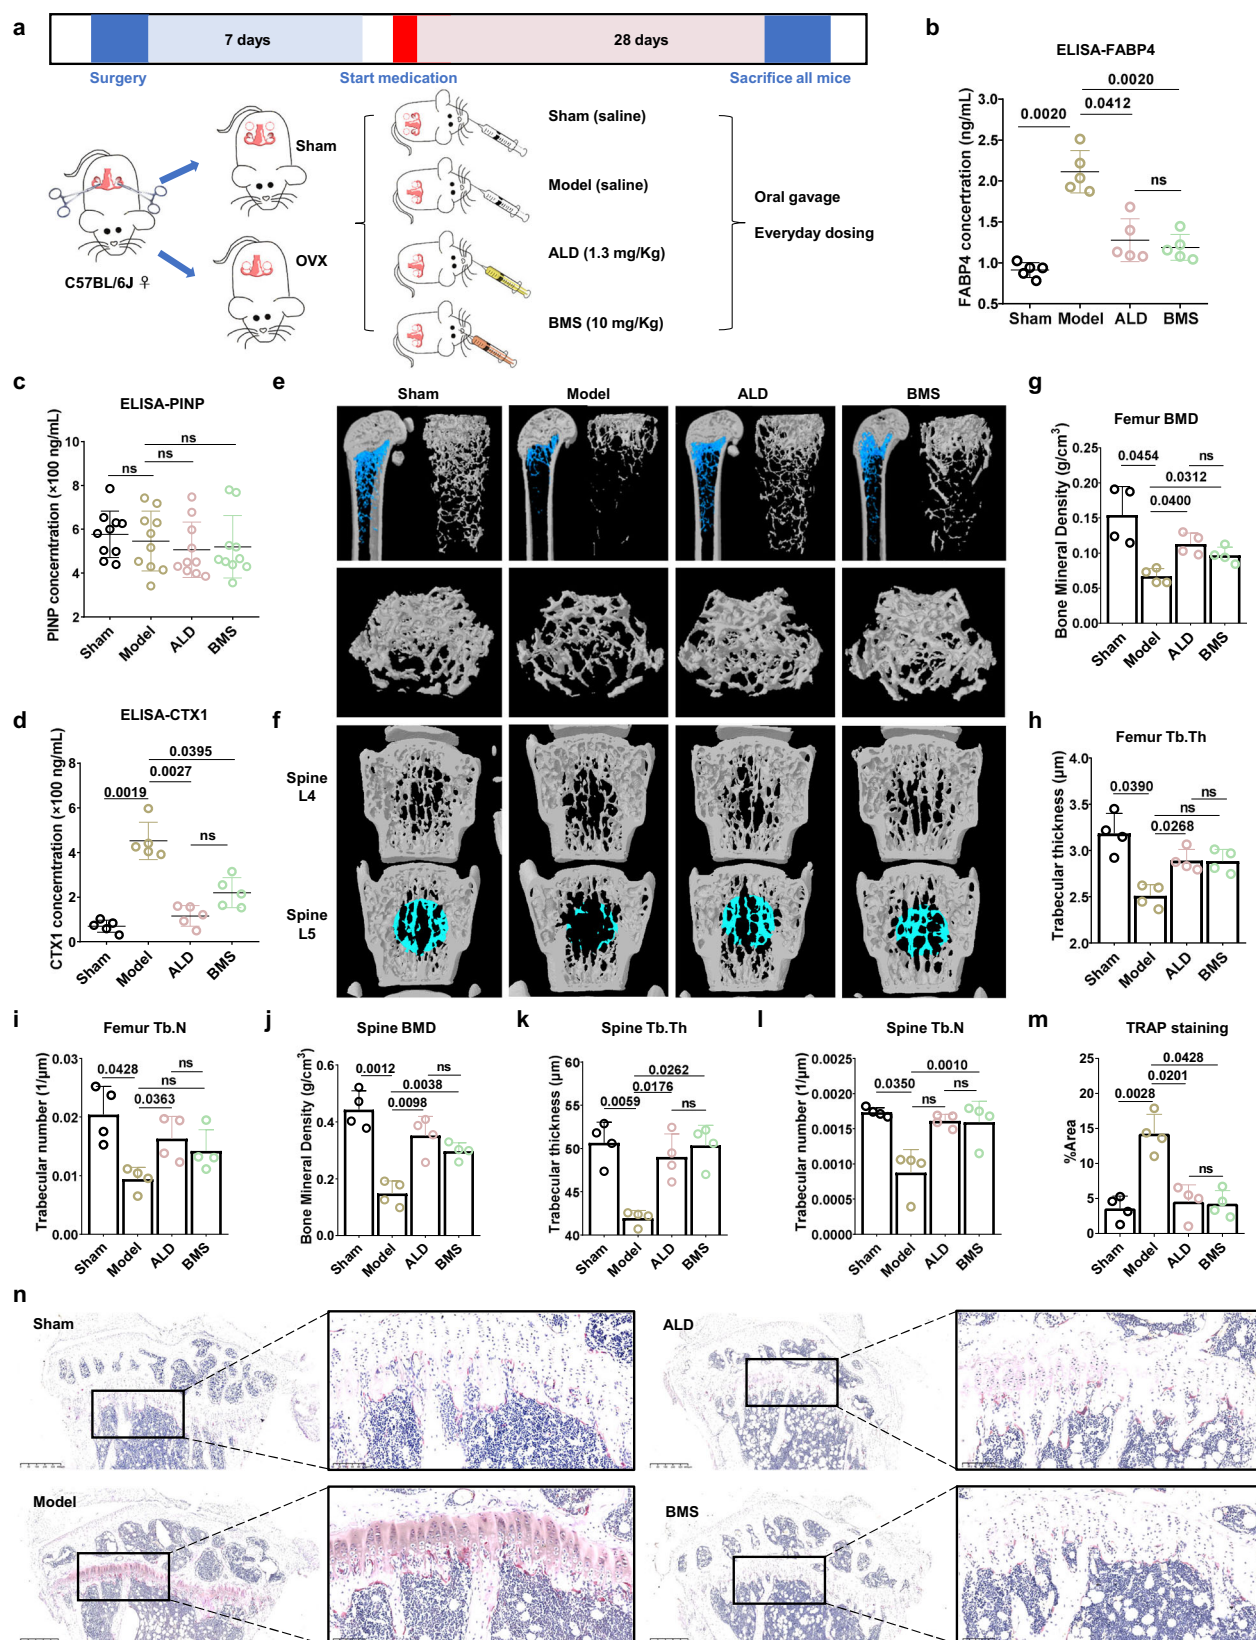 a
7 days
28 days
Surgery
Start medication
Sacrifice all mice
Sham
OVX
C57BL/6J ♀
Sham (saline)
Model (saline)
ALD (1.3 mg/Kg)
BMS (10 mg/Kg)
Oral gavage
Everyday dosing
b
ELISA-FABP4
0.0020
0.0412
0.0020
ns
FABP4 concertration (ng/mL)
3.0
2.5
2.0
1.5
1.0
0.5
Sham Model ALD BMS
c
ELISA-PINP
ns
ns
ns
PINP concentration (×100 ng/mL)
10
8
6
4
2
Sham
Model
ALD
BMS
d
ELISA-CTX1
0.0395
0.0027
0.0019
ns
CTX1 concerntration (×100 ng/mL)
8
6
4
2
0
Sham
Model
ALD
BMS
e
Sham
Model
ALD
BMS
f
Spine
L4
Spine
L5
g
Femur BMD
ns
0.0454
0.0312
0.0400
Bone Mineral Density (g/cm³)
0.25
0.20
0.15
0.10
0.05
0.00
Sham
Model
ALD
BMS
h
Femur Tb.Th
0.0390
ns
ns
0.0268
Trabecular thickness (μm)
4.0
3.5
3.0
2.5
2.0
Sham
Model
ALD
BMS
i
Femur Tb.N
0.0428
ns
ns
0.0363
Trabecular number (1/μm)
0.03
0.02
0.01
0.00
Sham
Model
ALD
BMS
j
Spine BMD
0.0012
ns
0.0038
0.0098
Bone Mineral Density (g/cm³)
0.6
0.4
0.2
0.0
Sham
Model
ALD
BMS
k
Spine Tb.Th
0.0262
0.0176
0.0059
ns
Trabecular thickness (μm)
60
55
50
45
40
Sham
Model
ALD
BMS
l
Spine Tb.N
0.0010
0.0350
ns
ns
Trabecular number (1/μm)
0.0025
0.0020
0.0015
0.0010
0.0005
0.0000
Sham
Model
ALD
BMS
m
TRAP staining
0.0428
0.0201
0.0028
ns
%Area
25
20
15
10
5
0
Sham
Model
ALD
BMS
n
Sham
ALD
Model
BMS